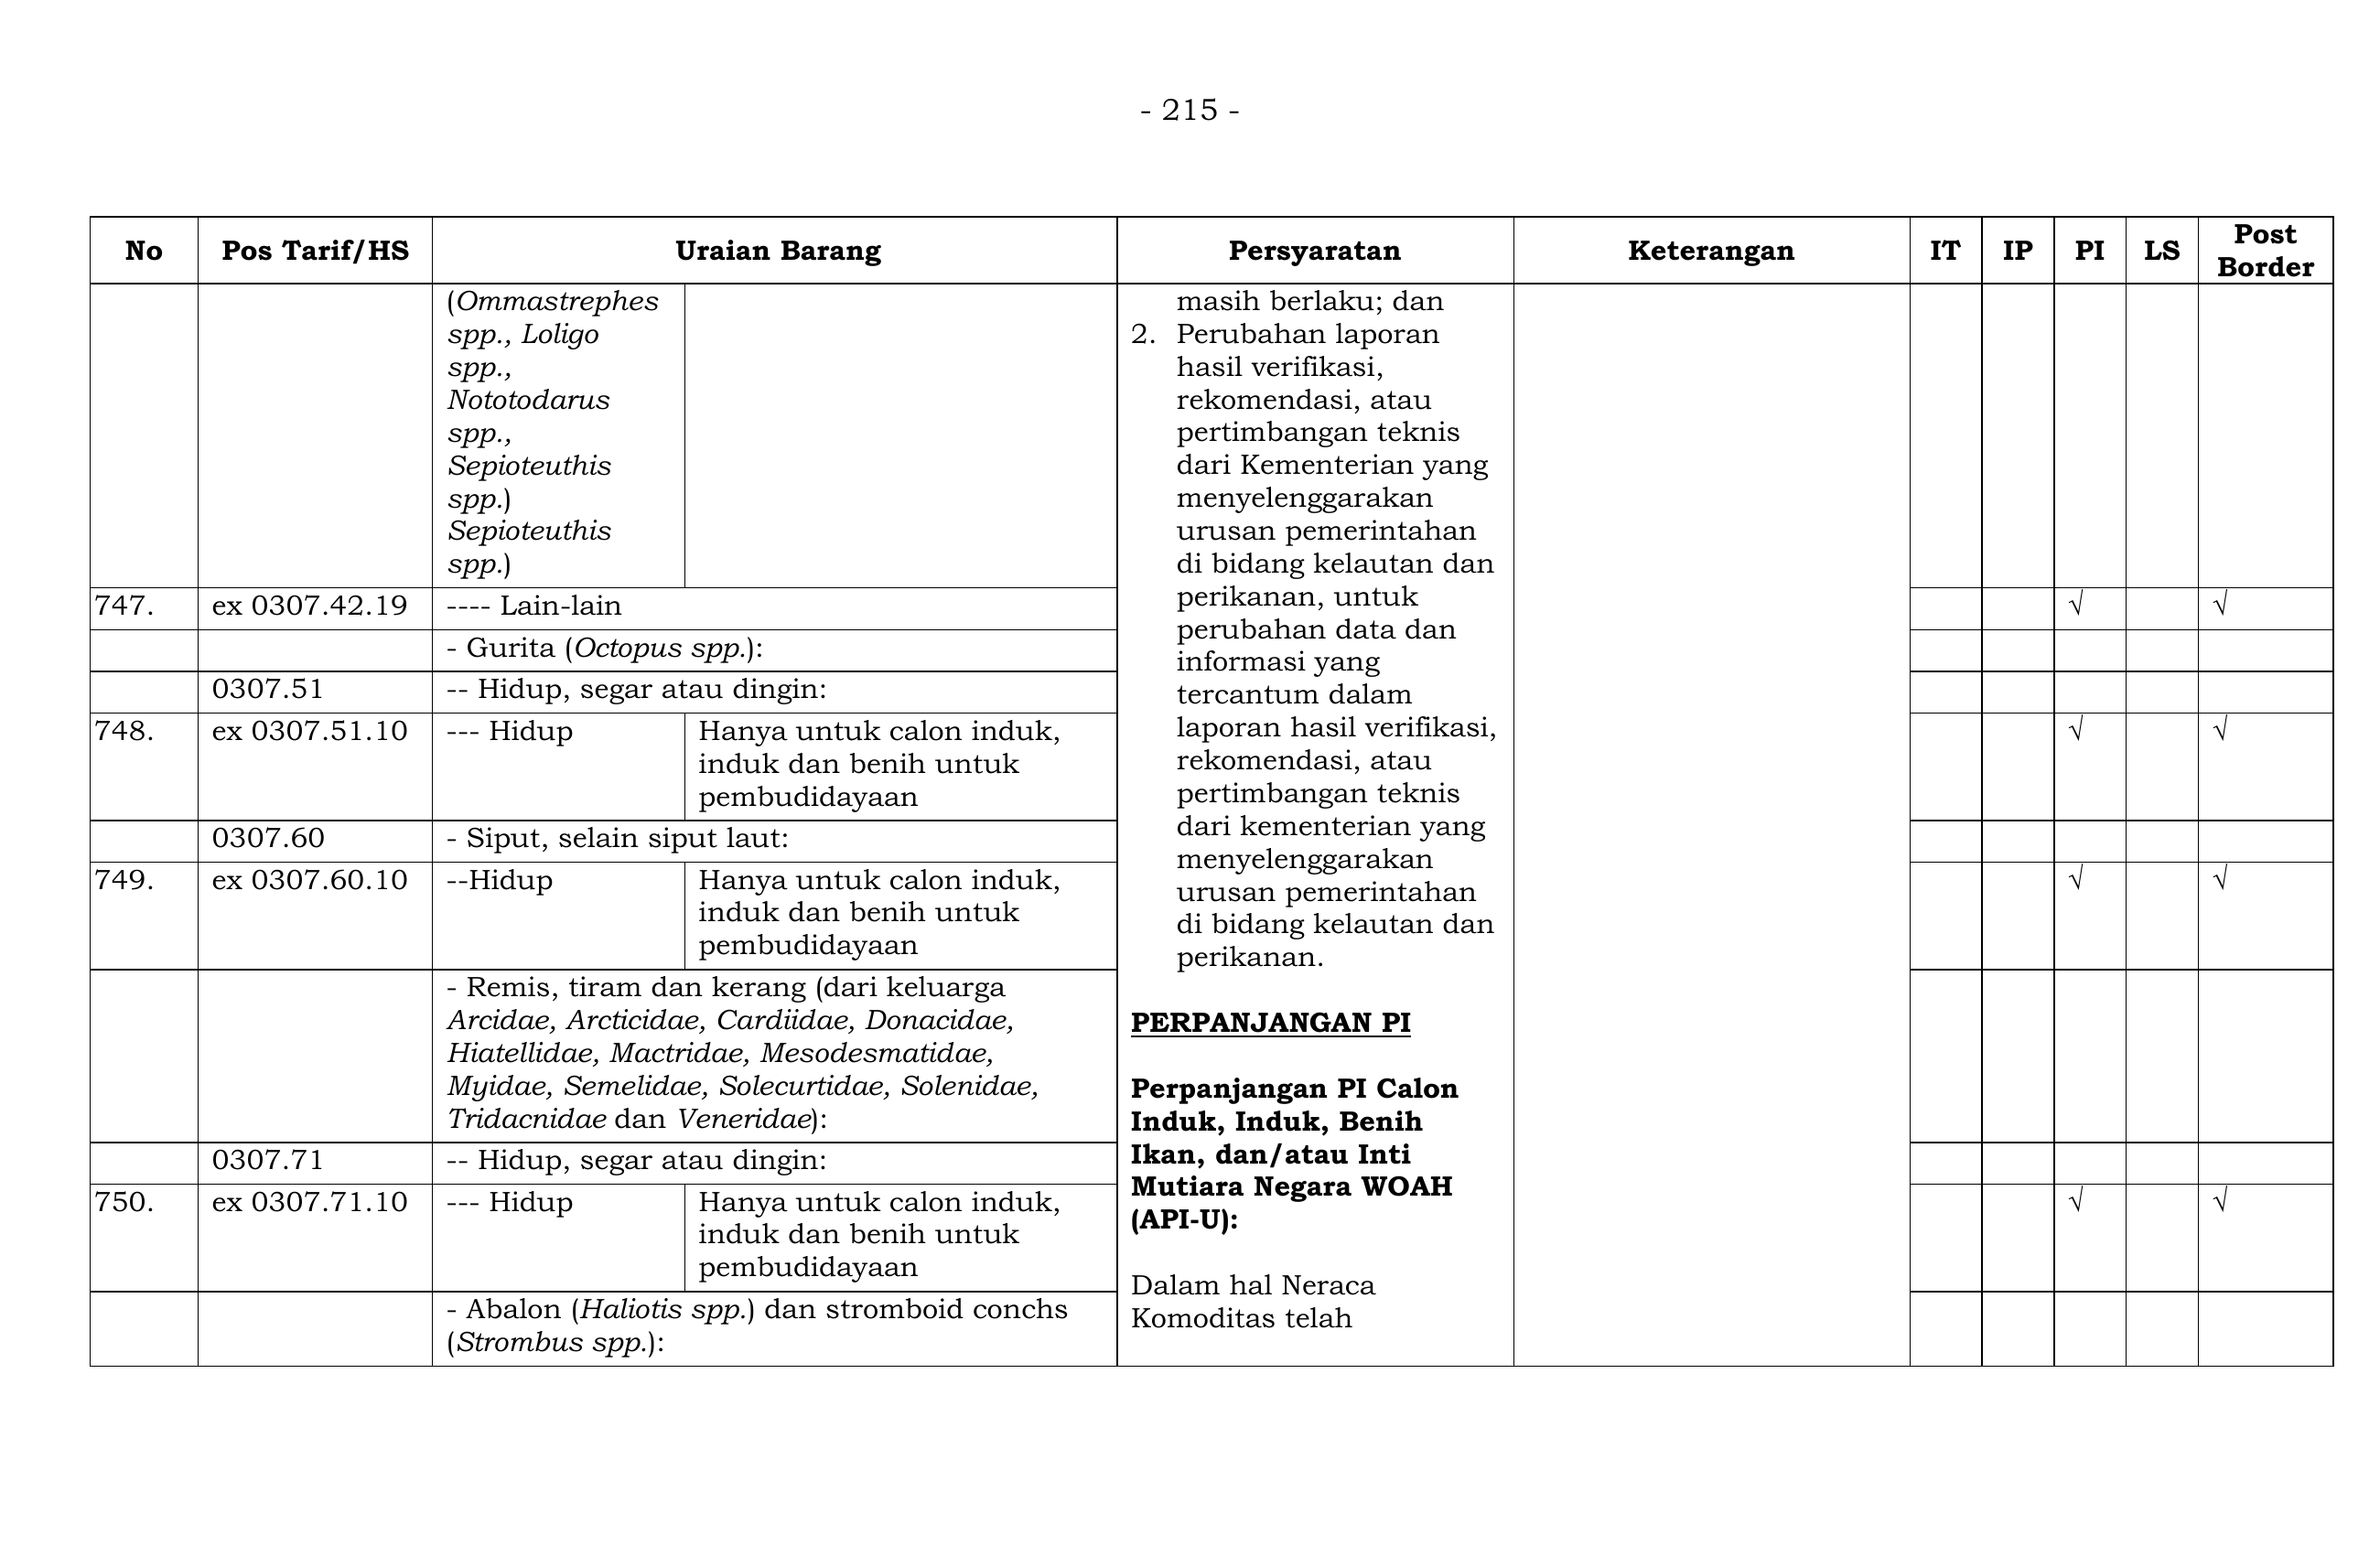 - 215 -
No Pos Tarif/HS Uraian Barang Persyaratan Keterangan IT IP PI LS Post Border
(Ommastrephes
spp., Loligo
spp.,
Nototodarus
spp.,
Sepioteuthis
spp.)
Sepioteuthis
spp.)
747. ex 0307.42.19 ---- Lain-lain √ √
- Gurita (Octopus spp.):
0307.51 -- Hidup, segar atau dingin:
748. ex 0307.51.10 --- Hidup Hanya untuk calon induk, √ √
induk dan benih untuk
pembudidayaan
0307.60 - Siput, selain siput laut:
749. ex 0307.60.10 --Hidup Hanya untuk calon induk, √ √
induk dan benih untuk
pembudidayaan
- Remis, tiram dan kerang (dari keluarga
Arcidae, Arcticidae, Cardiidae, Donacidae,
Hiatellidae, Mactridae, Mesodesmatidae,
Myidae, Semelidae, Solecurtidae, Solenidae,
Tridacnidae dan Veneridae):
0307.71 -- Hidup, segar atau dingin:
750. ex 0307.71.10 --- Hidup Hanya untuk calon induk, √ √
induk dan benih untuk
pembudidayaan
- Abalon (Haliotis spp.) dan stromboid conchs
(Strombus spp.):
masih berlaku; dan
2. Perubahan laporan
hasil verifikasi,
rekomendasi, atau
pertimbangan teknis
dari Kementerian yang
menyelenggarakan
urusan pemerintahan
di bidang kelautan dan
perikanan, untuk
perubahan data dan
informasi yang
tercantum dalam
laporan hasil verifikasi,
rekomendasi, atau
pertimbangan teknis
dari kementerian yang
menyelenggarakan
urusan pemerintahan
di bidang kelautan dan
perikanan.
PERPANJANGAN PI
Perpanjangan PI Calon
Induk, Induk, Benih
Ikan, dan/atau Inti
Mutiara Negara WOAH
(API-U):
Dalam hal Neraca
Komoditas telah